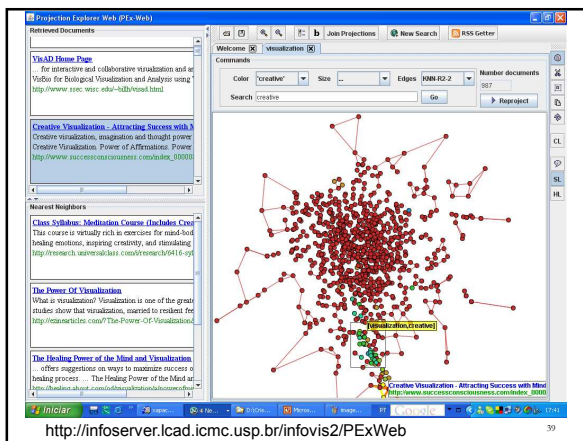 Projection Explorer Web (PEx-Web)
Retrieved Documents
VisAD Home Page
... for interactive and collaborative visualization and an
VisBio for Biological Visualization and Analysis using
http://www.ssec.wisc.edu/~billh/visad.html
Creative Visualization - Attracting Success with M
Creative visualization, imagination and thought power
Creative Visualization. Power of Affirmations. Power
http://www.successconsciousness.com/index_00000
Nearest Neighbors
Class Syllabus: Meditation Course (Includes Crea
This course is virtually rich in exercises for mind-bod
healing emotions, inspiring creativity, and stimulating
http://research.universalclass.com/i/research/6416-syl
The Power Of Visualization
What is visualization? Visualization is one of the greate
studies show that visualization, married to resilient fee
http://ezinearticles.com/?The-Power-Of-Visualization&
The Healing Power of the Mind and Visualization
... offers suggestions on ways to maximize success o
healing process.... The Healing Power of the Mind an
b Join Projections New Search RSS Getter
Welcome visualization
Commands
Color "creative" Size ... Edges KNN-R2-2 Number documents
987
Search creative Go Reproject
CL
SL
HL
[visualization,creative]
Creative Visualization - Attracting Success with Mind
http://www.successconsciousness.com/index_0000
Iniciar PT Google 17:41
http://infoserver.lcad.icmc.usp.br/infovis2/PExWeb
39